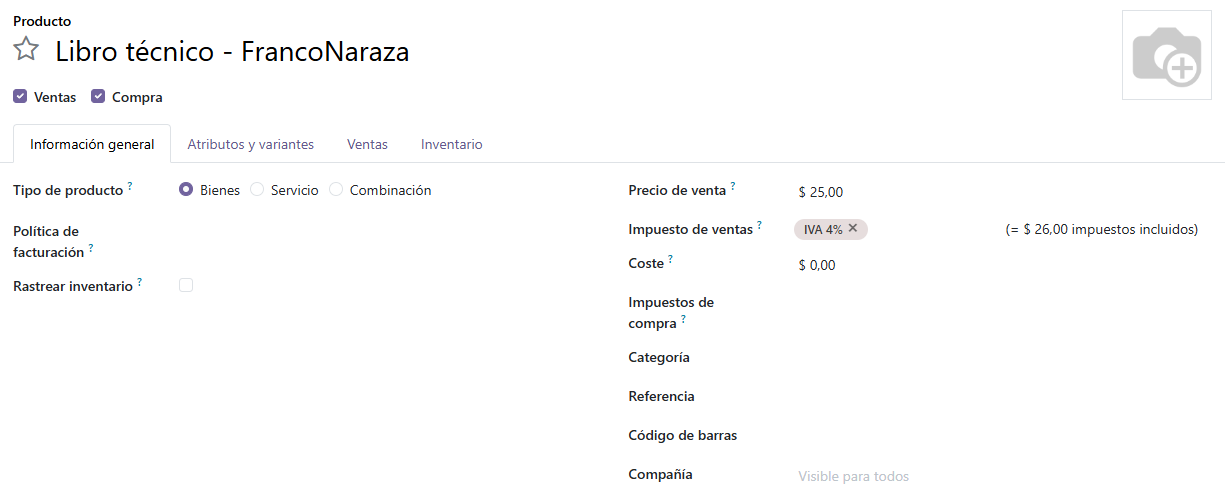 Producto
Libro técnico - FrancoNaraza
Ventas Compra
Información general Atributos y variantes Ventas Inventario
Tipo de producto ? Bienes Servicio Combinación
Política de
facturación ?
Rastrear inventario ?
Precio de venta ? $ 25,00
Impuesto de ventas ? IVA 4% ✕ (= $ 26,00 impuestos incluidos)
Coste ? $ 0,00
Impuestos de
compra ?
Categoría
Referencia
Código de barras
Compañía Visible para todos